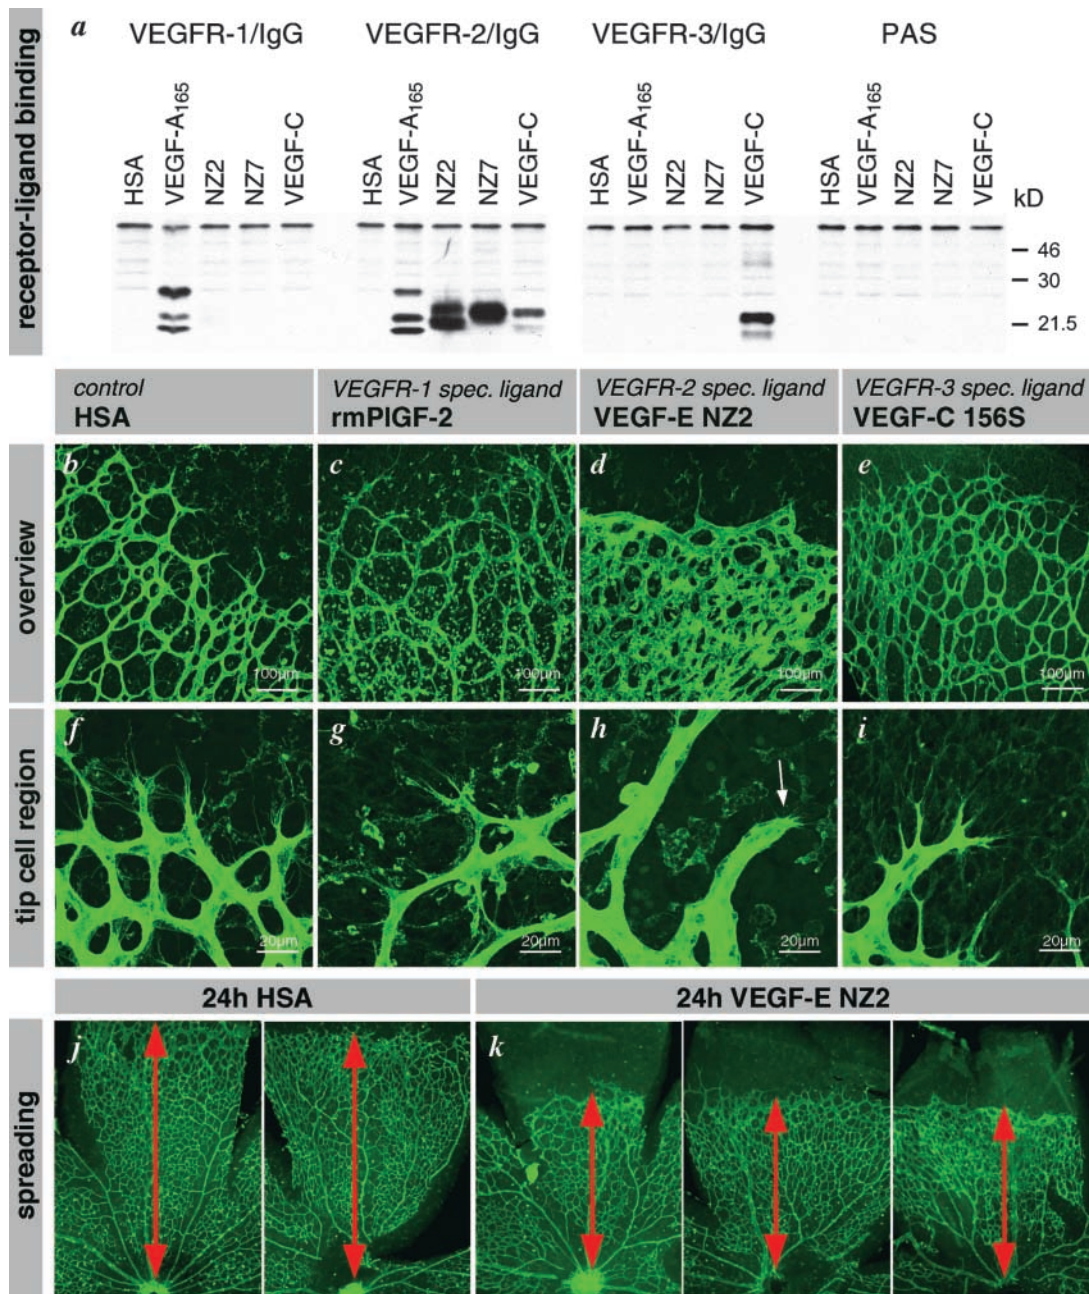 receptor-ligand binding
a
VEGFR-1/IgG VEGFR-2/IgG VEGFR-3/IgG PAS
HSA VEGF-A165 NZ2 NZ7 VEGF-C HSA VEGF-A165 NZ2 NZ7 VEGF-C HSA VEGF-A165 NZ2 NZ7 VEGF-C HSA VEGF-A165 NZ2 NZ7 VEGF-C kD
46
30
21.5
control VEGFR-1 spec. ligand VEGFR-2 spec. ligand VEGFR-3 spec. ligand
HSA rmPlGF-2 VEGF-E NZ2 VEGF-C 156S
overview
b c d e
100µm 100µm 100µm 100µm
tip cell region
f g h i
20µm 20µm 20µm 20µm
24h HSA 24h VEGF-E NZ2
spreading
j k